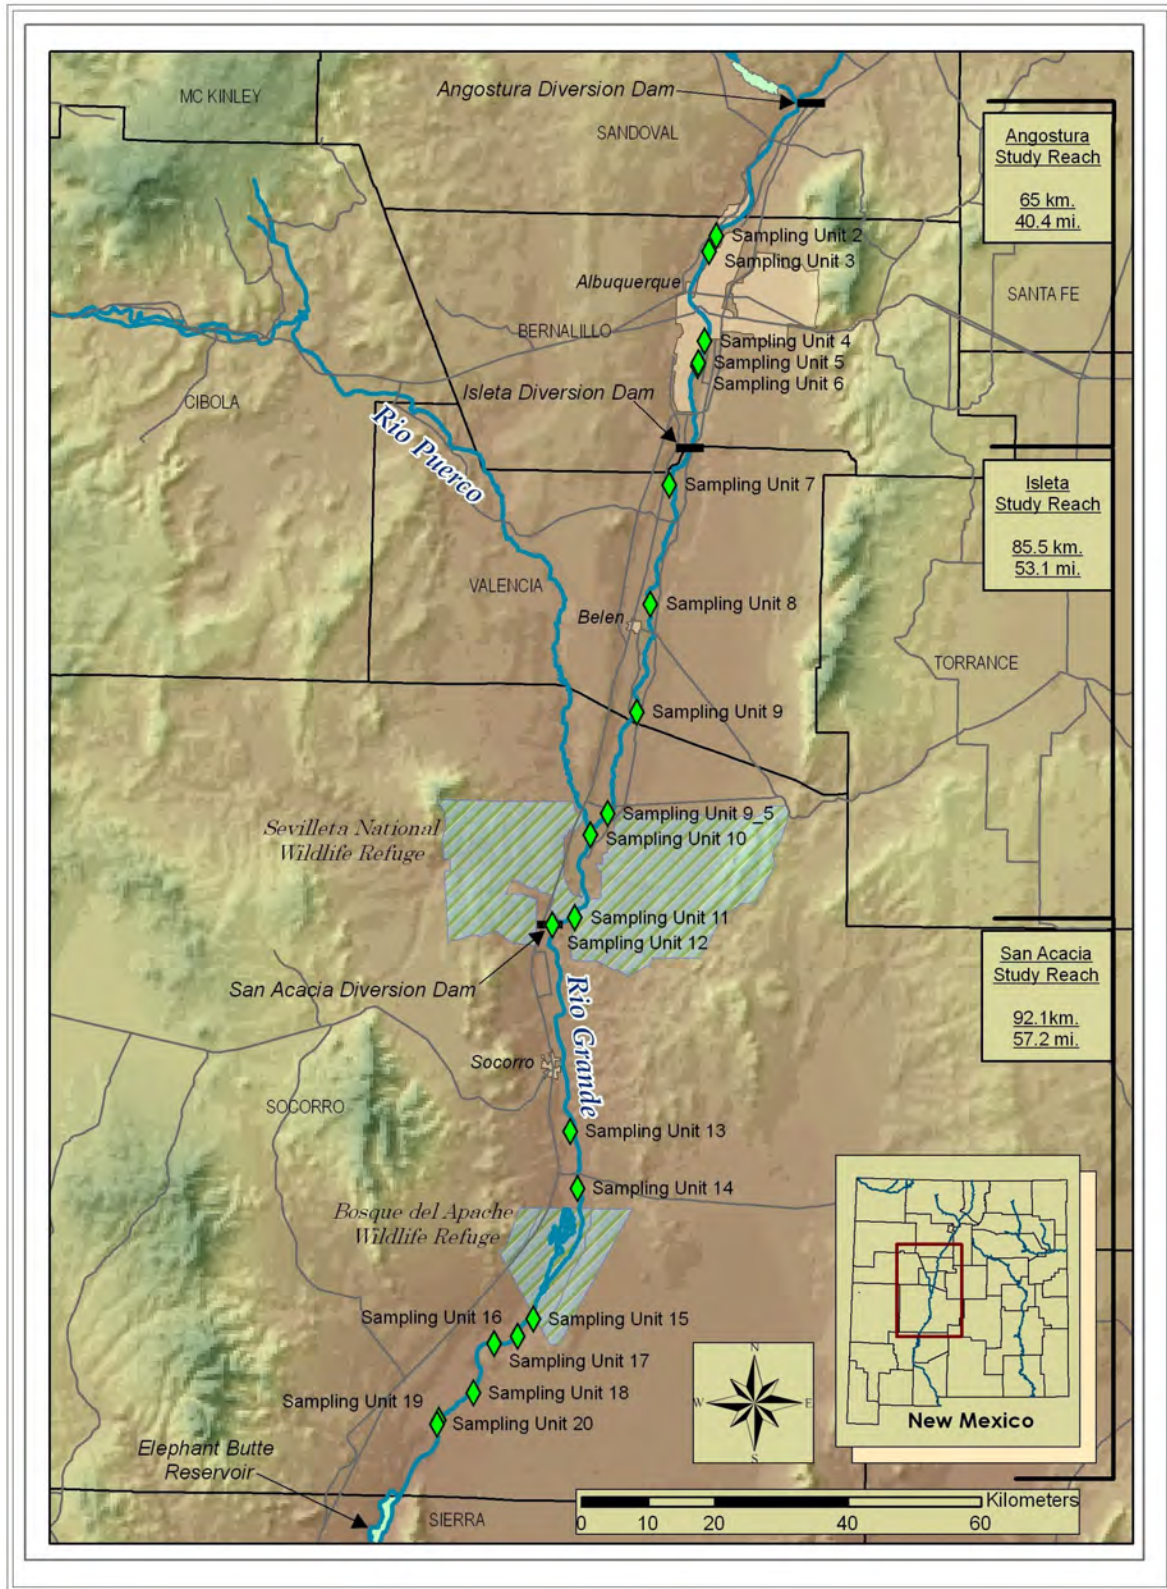 MC KINLEY
Angostura Diversion Dam
SANDOVAL
Angostura
Study Reach
65 km.
40.4 mi.
Sampling Unit 2
Sampling Unit 3
Albuquerque
SANTA FE
BERNALILLO
Sampling Unit 4
Sampling Unit 5
Sampling Unit 6
Isleta Diversion Dam
CIBOLA
Rio Puerco
Isleta
Study Reach
85.5 km.
53.1 mi.
Sampling Unit 7
VALENCIA
Sampling Unit 8
Belen
TORRANCE
Sampling Unit 9
Sampling Unit 9_5
Sevilleta National
Wildlife Refuge
Sampling Unit 10
Sampling Unit 11
Sampling Unit 12
San Acacia
Study Reach
92.1km.
57.2 mi.
San Acacia Diversion Dam
Rio Grande
Socorro
SOCORRO
Sampling Unit 13
Sampling Unit 14
Bosque del Apache
Wildlife Refuge
Sampling Unit 16
Sampling Unit 15
Sampling Unit 17
Sampling Unit 18
Sampling Unit 19
Sampling Unit 20
N
W
E
S
New Mexico
Elephant Butte
Reservoir
SIERRA
Kilometers
0 10 20 40 60